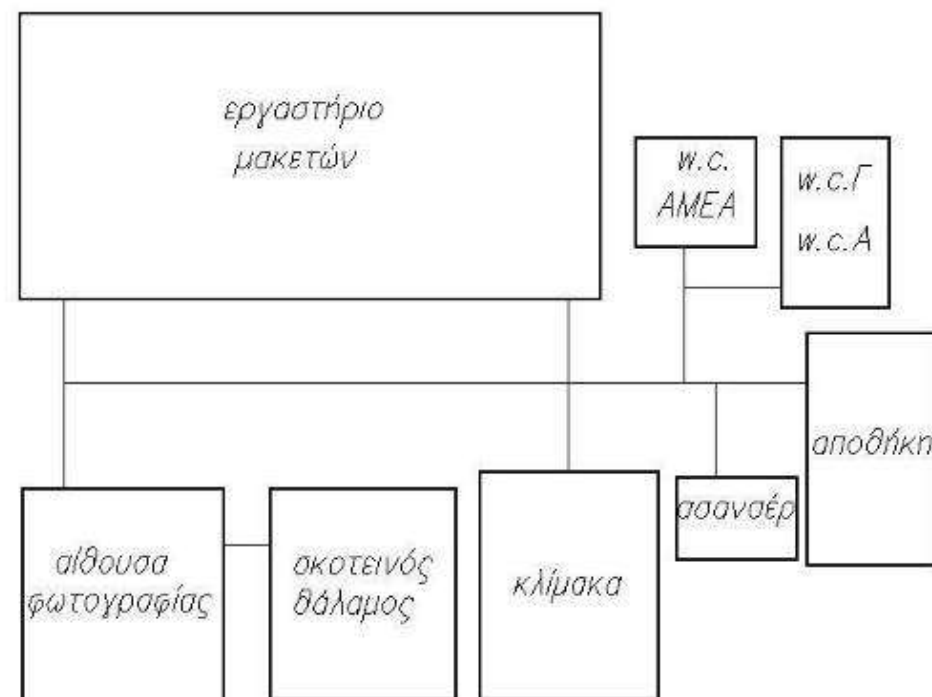 εργαστήριο
μακετών
w.c.
ΑΜΕΑ
w.c.Γ
w.c.Α
αποθήκη
ασανσέρ
αίθουσα
φωτογραφίας
σκοτεινός
θάλαμος
κλίμακα